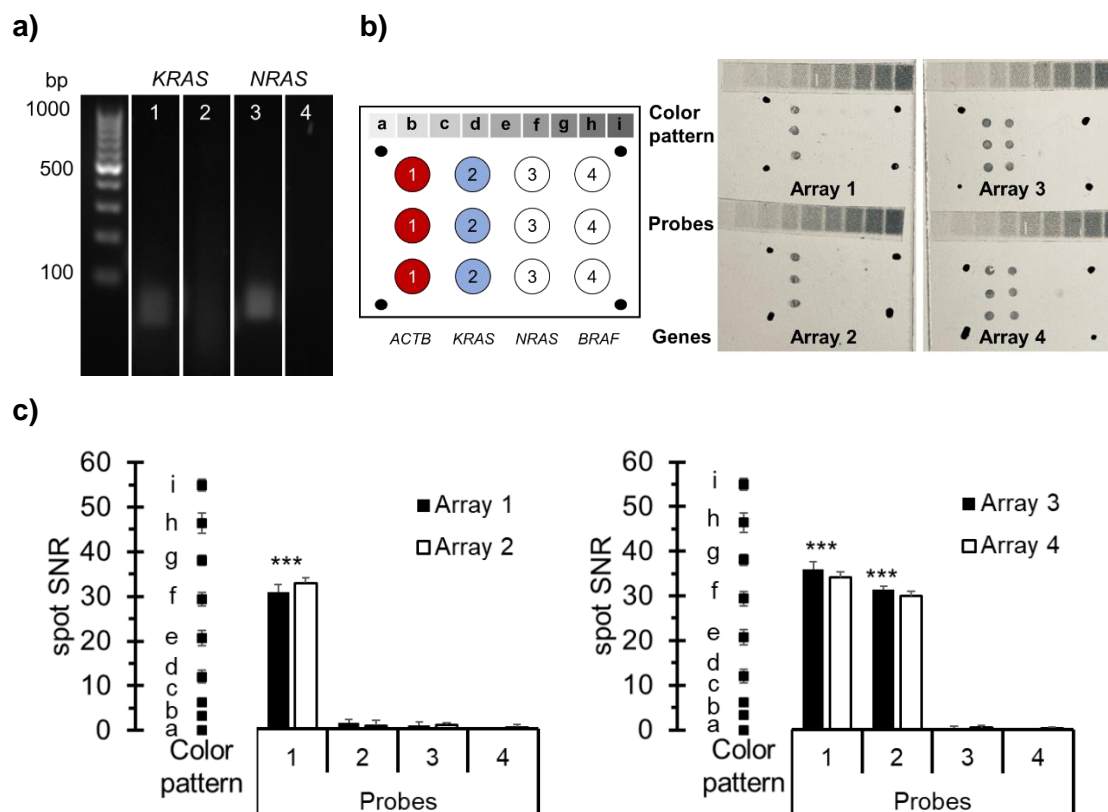 a)
bp
KRAS
NRAS
1000
500
100
1
2
3
4
b)
a b c d e f g h i
1 2 3 4
1 2 3 4
1 2 3 4
ACTB KRAS NRAS BRAF
Color
pattern
Probes
Genes
Array 1
Array 3
Array 2
Array 4
c)
spot SNR
60
50
40
30
20
10
0
i
h
g
f
e
d
c
b
a
Color
pattern
***
Array 1
Array 2
1 2 3 4
Probes
spot SNR
60
50
40
30
20
10
0
i
h
g
f
e
d
c
b
a
Color
pattern
***
***
Array 3
Array 4
1 2 3 4
Probes